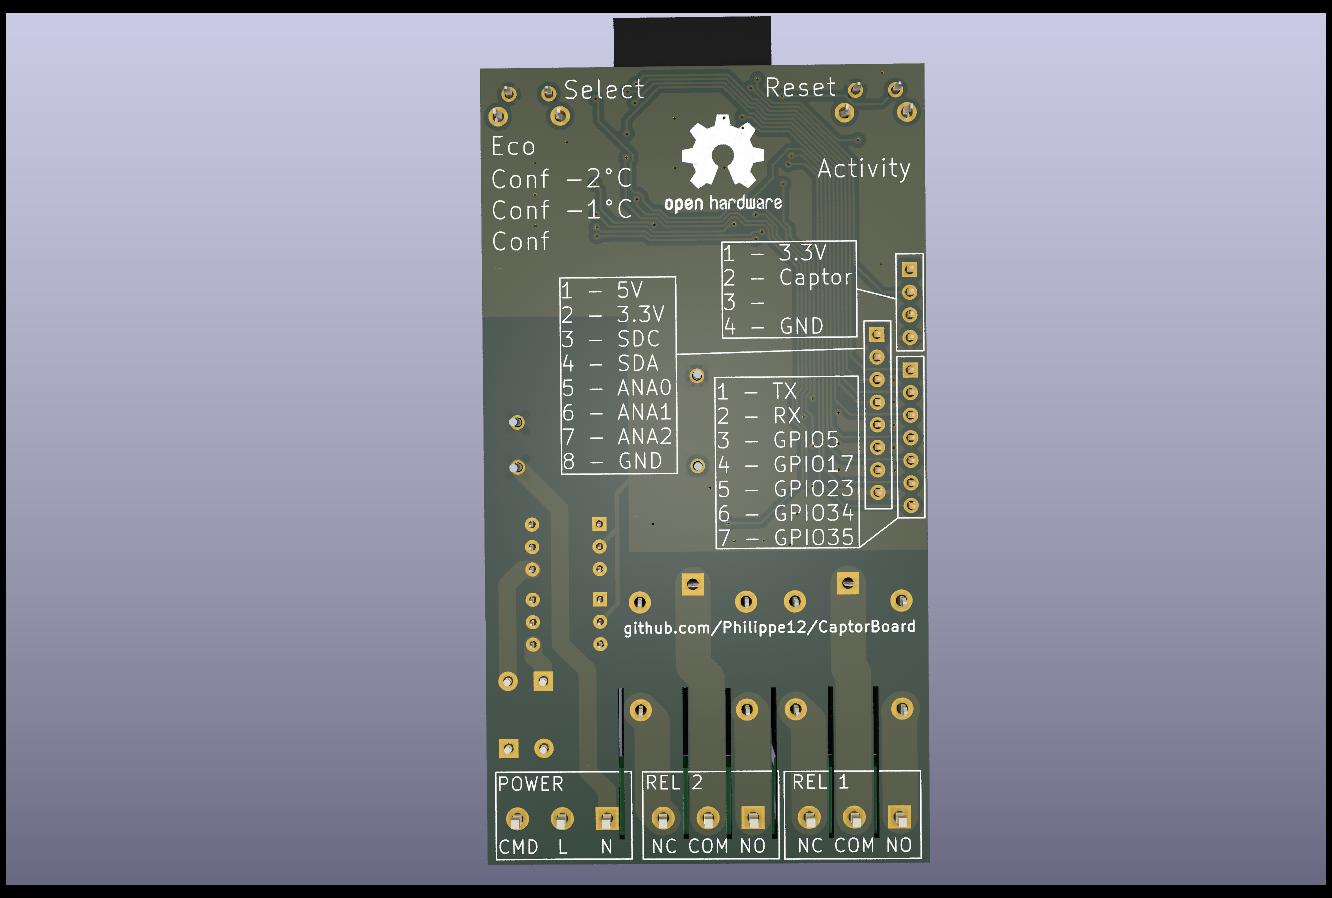 Select
Reset
Eco
Conf -2°C
Conf -1°C
Conf
open hardware
Activity
1 - 3.3V
2 - Captor
3 -
4 - GND
1 - 5V
2 - 3.3V
3 - SDC
4 - SDA
5 - ANA0
6 - ANA1
7 - ANA2
8 - GND
1 - TX
2 - RX
3 - GPIO5
4 - GPIO17
5 - GPIO23
6 - GPIO34
7 - GPIO35
github.com/Philippe12/CaptorBoard
POWER
CMD L N
REL 2
NC COM NO
REL 1
NC COM NO